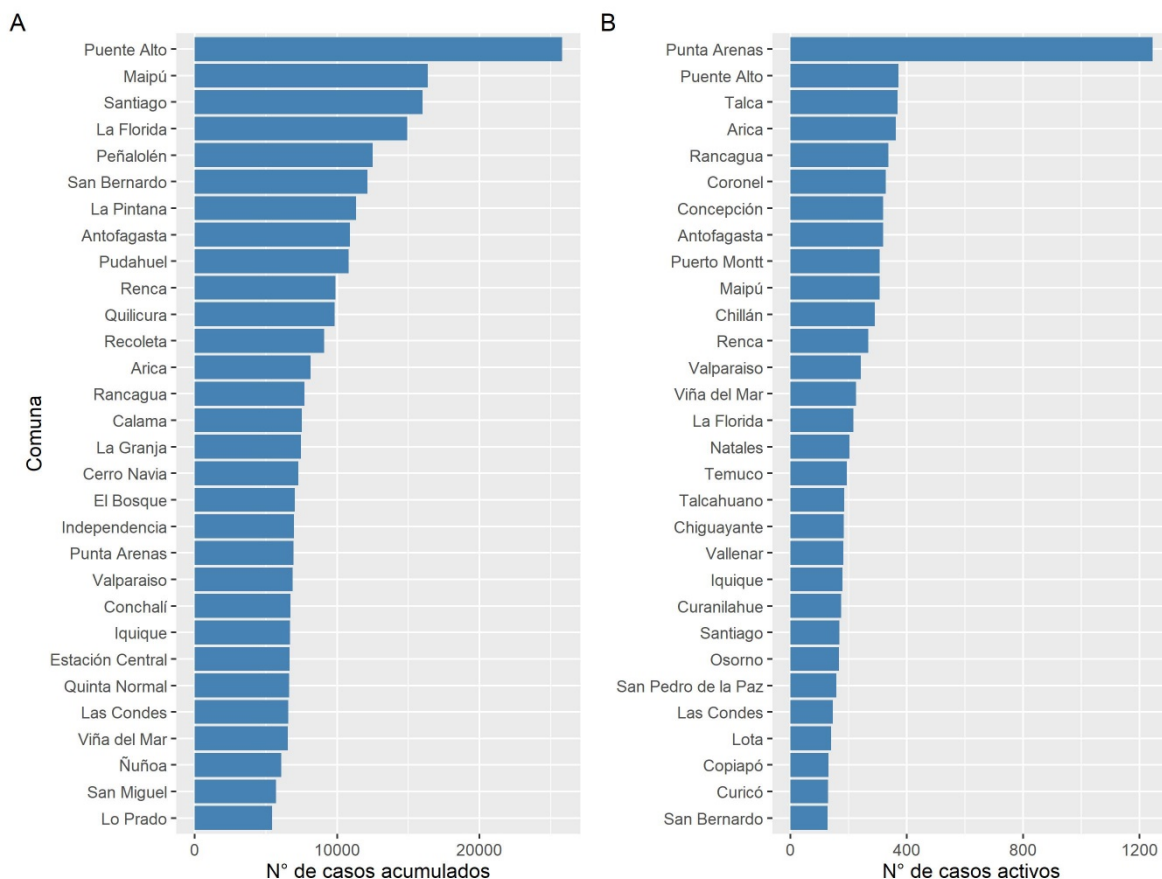 A
Puente Alto
Maipú
Santiago
La Florida
Peñalolén
San Bernardo
La Pintana
Antofagasta
Pudahuel
Renca
Quilicura
Recoleta
Arica
Rancagua
Calama
La Granja
Cerro Navia
El Bosque
Independencia
Punta Arenas
Valparaiso
Conchalí
Iquique
Estación Central
Quinta Normal
Las Condes
Viña del Mar
Ñuñoa
San Miguel
Lo Prado
Comuna
0 10000 20000
N° de casos acumulados
B
Punta Arenas
Puente Alto
Talca
Arica
Rancagua
Coronel
Concepción
Antofagasta
Puerto Montt
Maipú
Chillán
Renca
Valparaiso
Viña del Mar
La Florida
Natales
Temuco
Talcahuano
Chiguayante
Vallenar
Iquique
Curanilahue
Santiago
Osorno
San Pedro de la Paz
Las Condes
Lota
Copiapó
Curicó
San Bernardo
0 400 800 1200
N° de casos activos